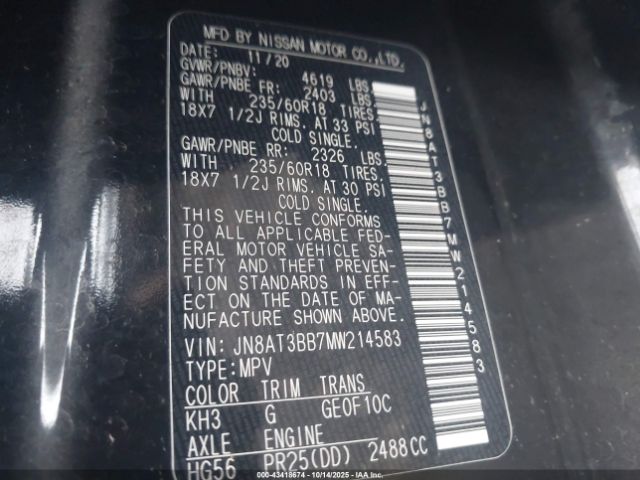 MFD BY NISSAN MOTOR CO.,LTD.
DATE: 11/20
GVWR/PNBV: 4619 LBS
GAWR/PNBE FR: 2403 LBS
WITH 235/60R18 TIRES.
18X7 1/2J RIMS. AT 33 PSI
COLD SINGLE.
GAWR/PNBE RR: 2326 LBS
WITH 235/60R18 TIRES.
18X7 1/2J RIMS. AT 30 PSI
COLD SINGLE.
THIS VEHICLE CONFORMS
TO ALL APPLICABLE FED-
ERAL MOTOR VEHICLE SA-
FETY AND THEFT PREVEN-
TION STANDARDS IN EFF-
ECT ON THE DATE OF MA-
NUFACTURE SHOWN ABOVE.
VIN: JN8AT3BB7MW214583
TYPE:MPV
COLOR TRIM TRANS
KH3 G GE0F10C
AXLE ENGINE
HG56 PR25(DD) 2488CC
JN8AT3BB7MW214583
© 2025 IAA, LLC
000-43418674 - 10/14/2025